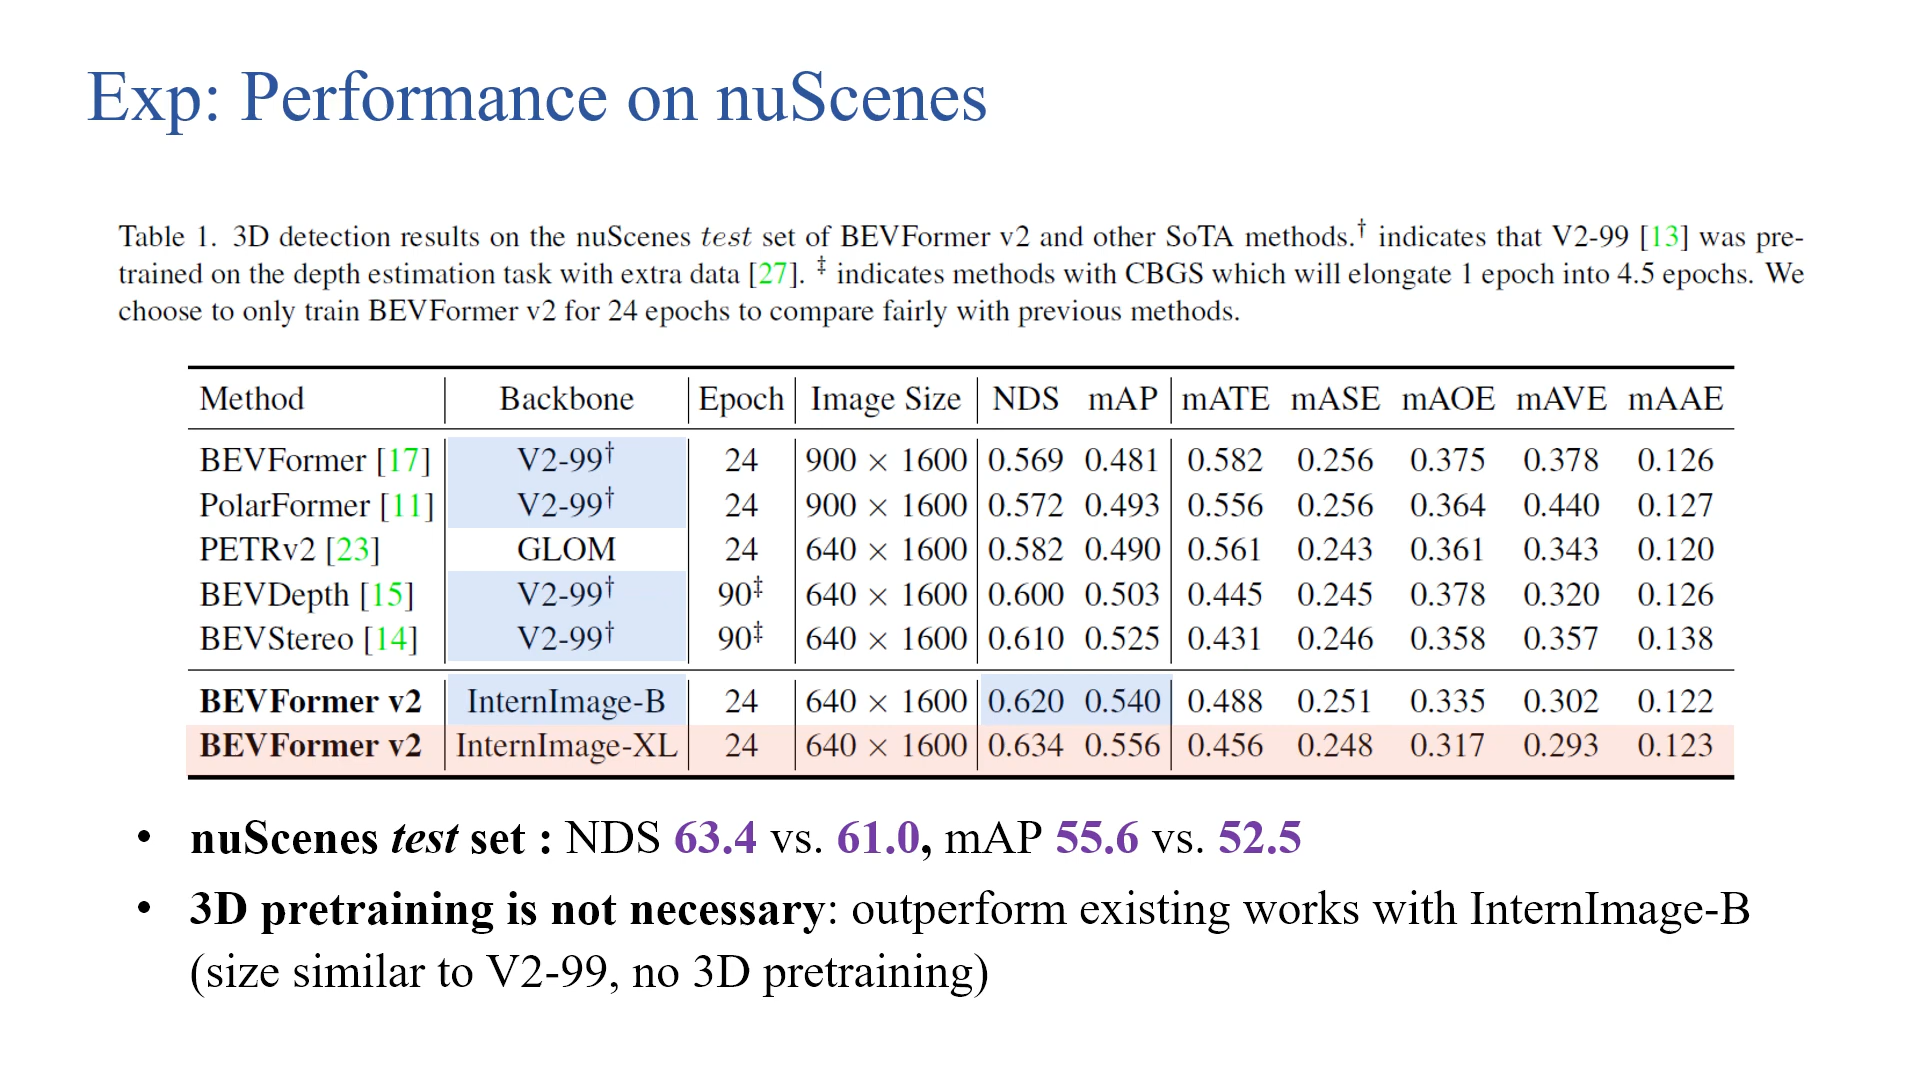 Exp: Performance on nuScenes
Table 1. 3D detection results on the nuScenes test set of BEVFormer v2 and other SoTA methods.† indicates that V2-99 [13] was pre-
trained on the depth estimation task with extra data [27]. ‡ indicates methods with CBGS which will elongate 1 epoch into 4.5 epochs. We
choose to only train BEVFormer v2 for 24 epochs to compare fairly with previous methods.
Method Backbone Epoch Image Size NDS mAP mATE mASE mAOE mAVE mAAE
BEVFormer [17] V2-99† 24 900 × 1600 0.569 0.481 0.582 0.256 0.375 0.378 0.126
PolarFormer [11] V2-99† 24 900 × 1600 0.572 0.493 0.556 0.256 0.364 0.440 0.127
PETRv2 [23] GLOM 24 640 × 1600 0.582 0.490 0.561 0.243 0.361 0.343 0.120
BEVDepth [15] V2-99† 90‡ 640 × 1600 0.600 0.503 0.445 0.245 0.378 0.320 0.126
BEVStereo [14] V2-99† 90‡ 640 × 1600 0.610 0.525 0.431 0.246 0.358 0.357 0.138
BEVFormer v2 InternImage-B 24 640 × 1600 0.620 0.540 0.488 0.251 0.335 0.302 0.122
BEVFormer v2 InternImage-XL 24 640 × 1600 0.634 0.556 0.456 0.248 0.317 0.293 0.123
• nuScenes test set : NDS 63.4 vs. 61.0, mAP 55.6 vs. 52.5
• 3D pretraining is not necessary: outperform existing works with InternImage-B
(size similar to V2-99, no 3D pretraining)